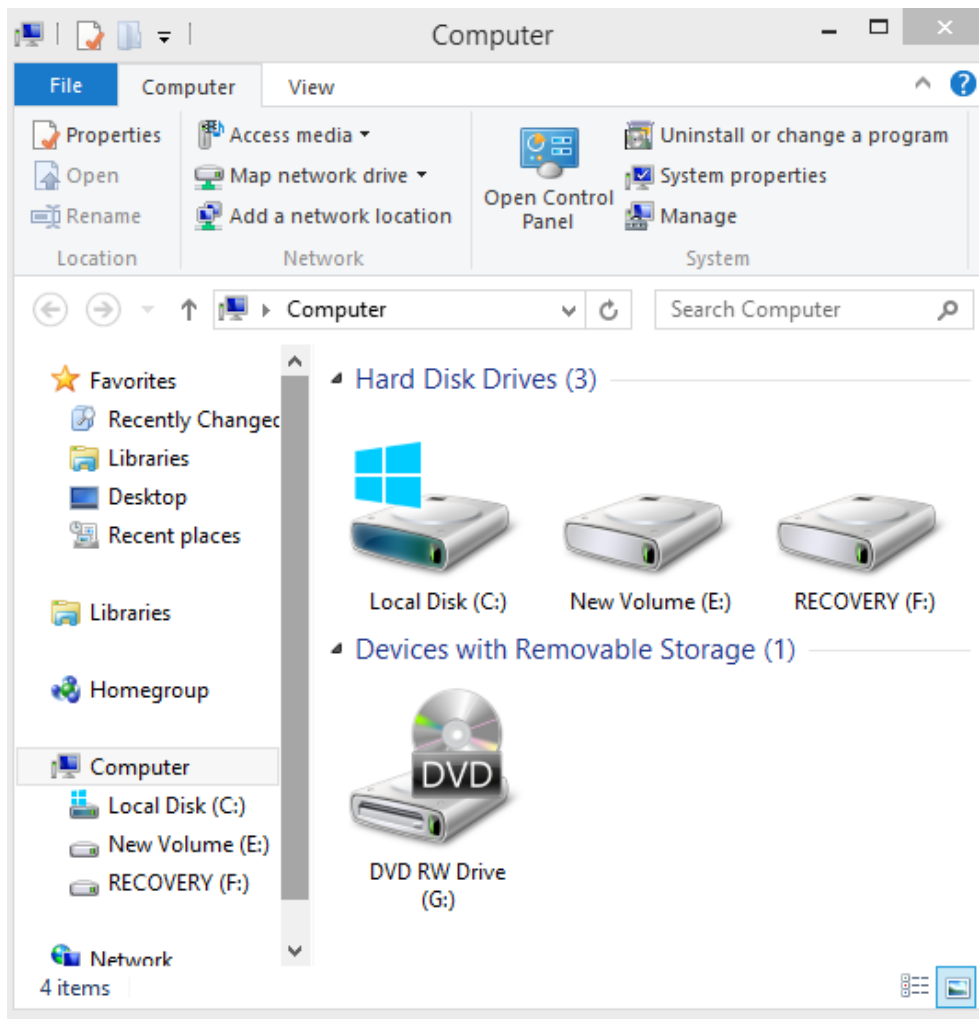 Computer
File
Computer
View
Properties
Access media
Uninstall or change a program
Open
Map network drive
System properties
Rename
Add a network location
Open Control
Panel
Manage
Location
Network
System
Computer
Search Computer
Favorites
Recently Changed
Libraries
Desktop
Recent places
Libraries
Homegroup
Computer
Local Disk (C:)
New Volume (E:)
RECOVERY (F:)
Network
Hard Disk Drives (3)
Local Disk (C:)
New Volume (E:)
RECOVERY (F:)
Devices with Removable Storage (1)
DVD
DVD RW Drive
(G:)
4 items